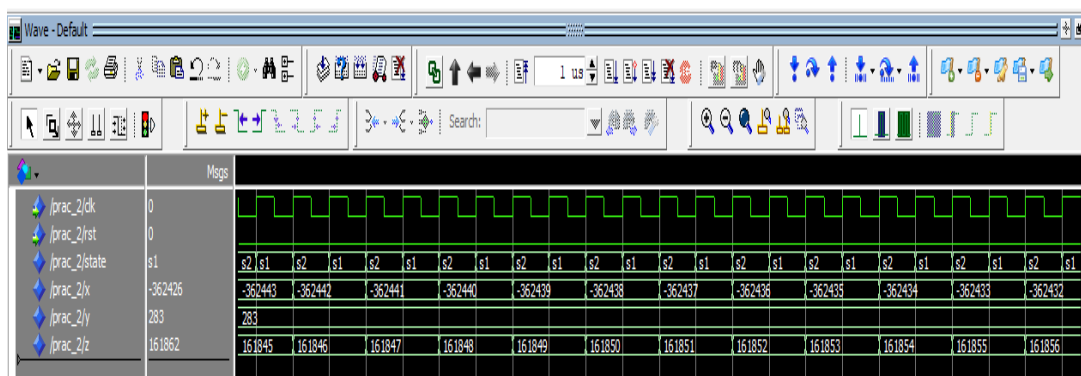 Wave - Default
1 us
Search:
Msgs
/prac_2/clk 0
/prac_2/rst 0
/prac_2/state s1 s2 s1 s2 s1 s2 s1 s2 s1 s2 s1 s2 s1 s2 s1 s2 s1 s2 s1 s2 s1 s2 s1 s2 s1
/prac_2/x -362426 -362443 -362442 -362441 -362440 -362439 -362438 -362437 -362436 -362435 -362434 -362433 -362432
/prac_2/y 283 283
/prac_2/z 161862 161845 161846 161847 161848 161849 161850 161851 161852 161853 161854 161855 161856